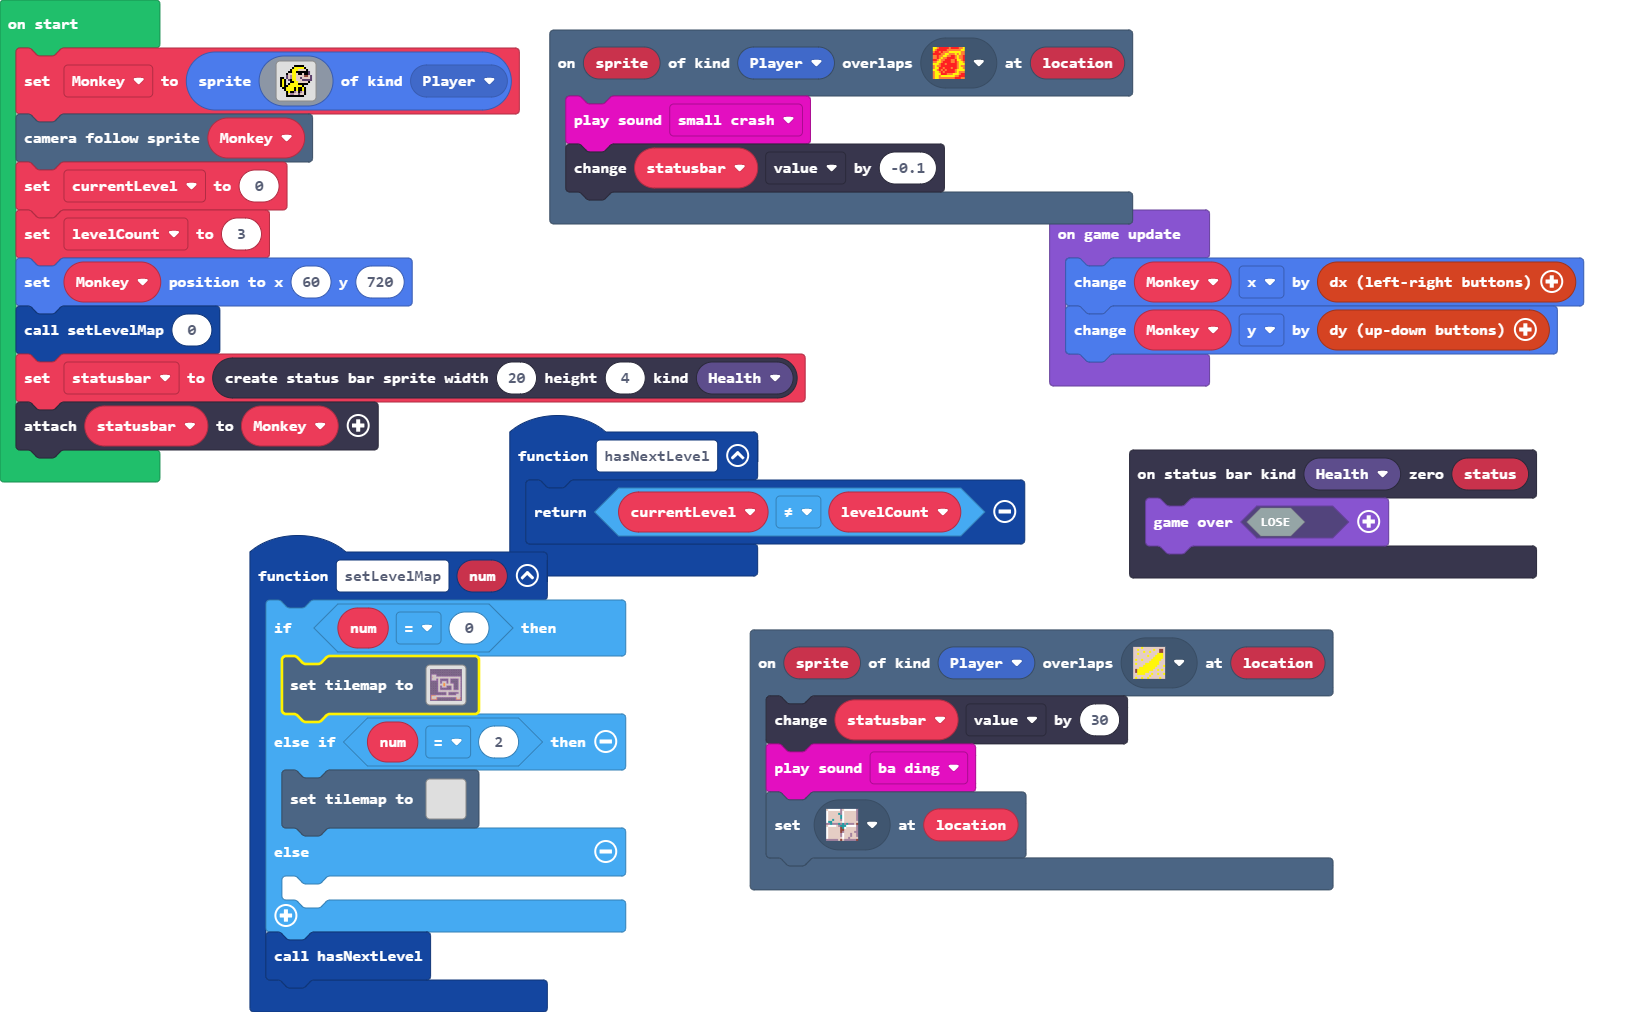 on start
set Monkey to sprite of kind Player
camera follow sprite Monkey
set currentLevel to 0
set levelCount to 3
set Monkey position to x 60 y 720
call setLevelMap 0
set statusbar to create status bar sprite width 20 height 4 kind Health
attach statusbar to Monkey
on sprite of kind Player overlaps at location
play sound small crash
change statusbar value by -0.1
on game update
change Monkey x by dx (left-right buttons)
change Monkey y by dy (up-down buttons)
function hasNextLevel
return currentLevel ≠ levelCount
on status bar kind Health zero status
game over LOSE
function setLevelMap num
if num = 0 then
set tilemap to
else if num = 2 then
set tilemap to
else
call hasNextLevel
on sprite of kind Player overlaps at location
change statusbar value by 30
play sound ba ding
set at location